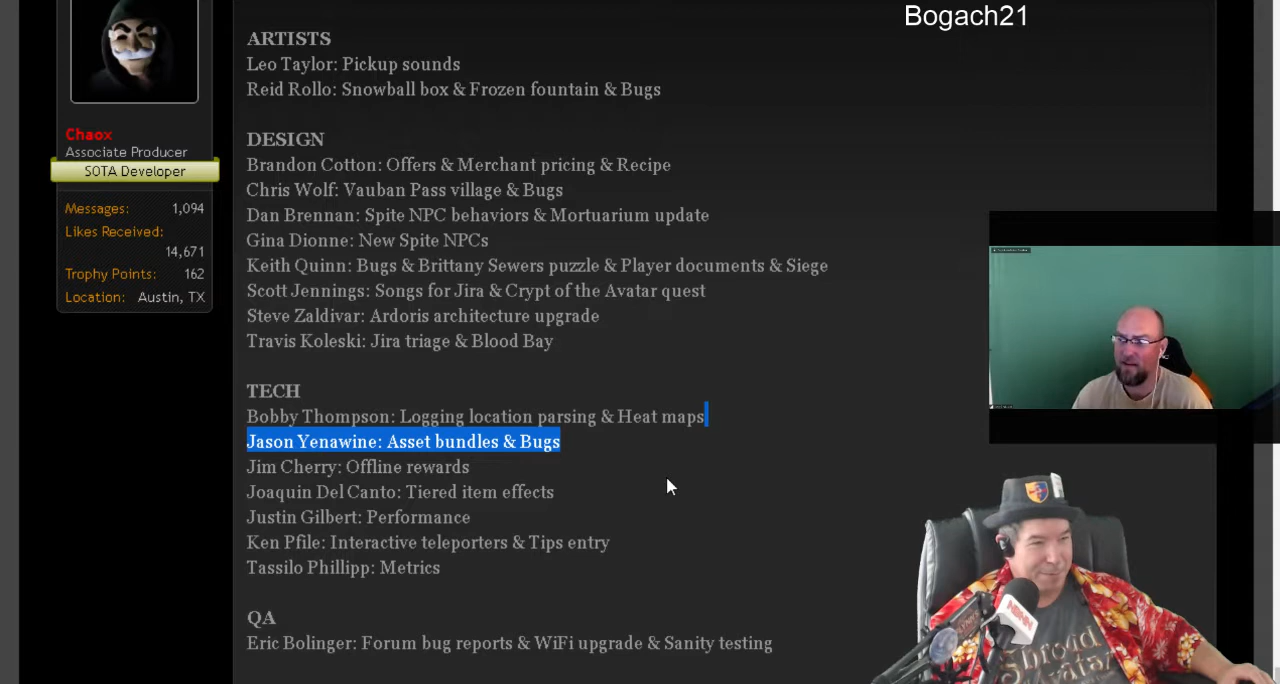 Bogach21
ARTISTS
Leo Taylor: Pickup sounds
Reid Rollo: Snowball box & Frozen fountain & Bugs
DESIGN
Brandon Cotton: Offers & Merchant pricing & Recipe
Chris Wolf: Vauban Pass village & Bugs
Dan Brennan: Spite NPC behaviors & Mortuarium update
Gina Dionne: New Spite NPCs
Keith Quinn: Bugs & Brittany Sewers puzzle & Player documents & Siege
Scott Jennings: Songs for Jira & Crypt of the Avatar quest
Steve Zaldivar: Ardoris architecture upgrade
Travis Koleski: Jira triage & Blood Bay
TECH
Bobby Thompson: Logging location parsing & Heat maps
Jason Yenawine: Asset bundles & Bugs
Jim Cherry: Offline rewards
Joaquin Del Canto: Tiered item effects
Justin Gilbert: Performance
Ken Pfile: Interactive teleporters & Tips entry
Tassilo Phillipp: Metrics
QA
Eric Bolinger: Forum bug reports & WiFi upgrade & Sanity testing
Chaox
Associate Producer
SOTA Developer
Messages: 1,094
Likes Received:
14,671
Trophy Points: 162
Location: Austin, TX
Shroud
Avatar